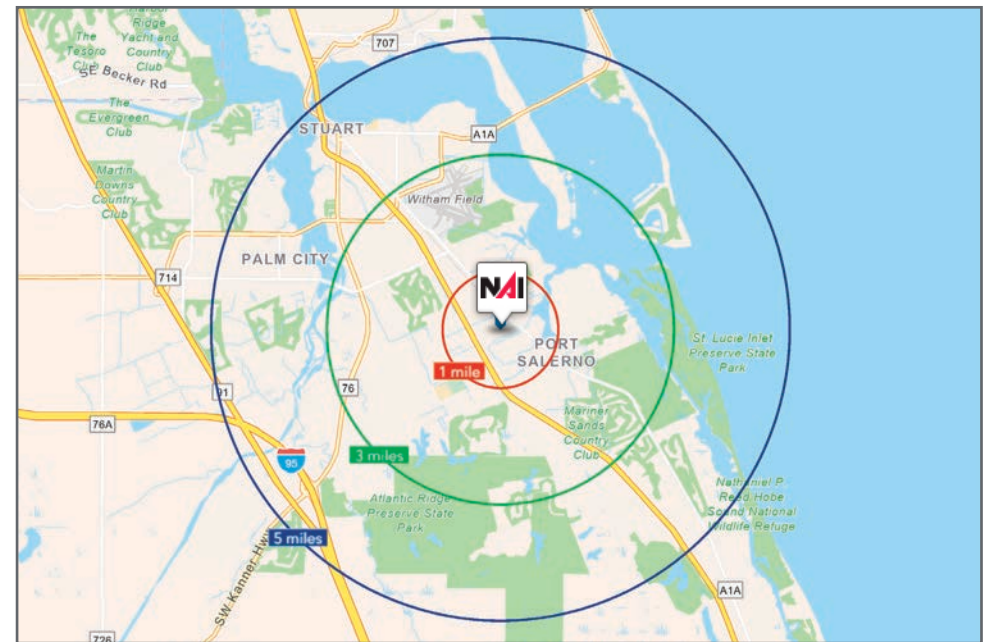 Harbor
Ridge
Yacht and
Country
Club
The
Tesoro
Club
SE Becker Rd
707
The
Evergreen
Club
STUART
A1A
Martin
Downs
Country
Club
Witham Field
PALM CITY
714
NAI
PORT
SALERNO
St. Lucie Inlet
Preserve State
Park
1 mile
76
91
76A
Mariner
Sands
Country
Club
3 miles
95
Atlantic Ridge
Preserve State
Park
Nathaniel P.
Reed Hobe
Sound National
Wildlife Refuge
5 miles
SW Kanner Hwy
A1A
726